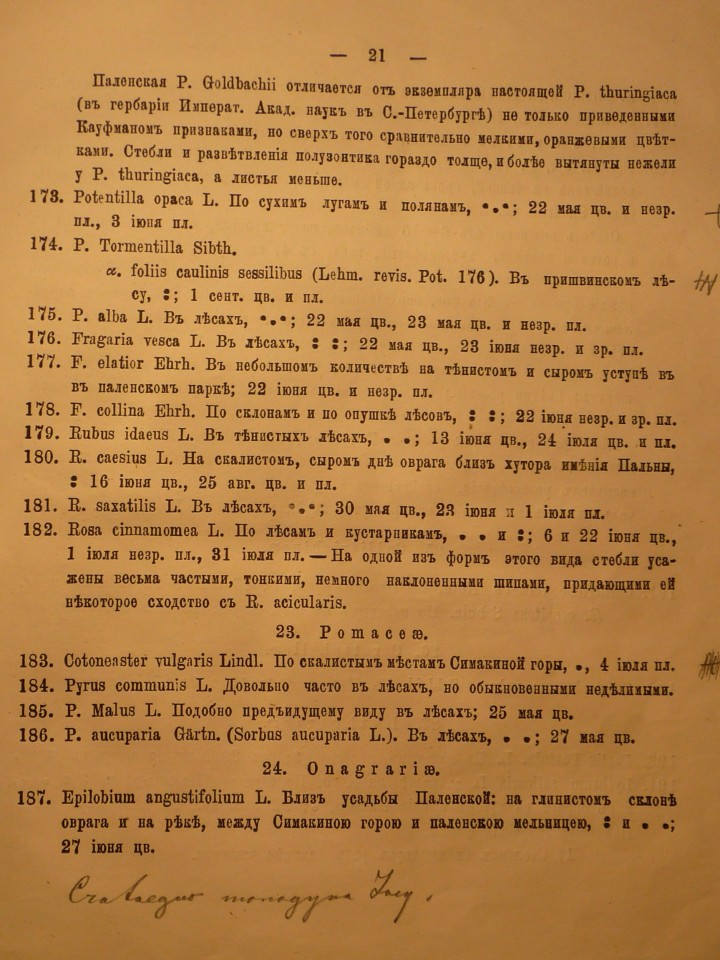 — 21 —
Паленская P. Goldbachii отличается отъ экземпляра настоящей P. thuringiaca
(въ гербаріи Императ. Акад. наукъ въ С.-Петербургѣ) не только приведенными
Кауфманомъ признаками, но сверхъ того сравнительно мелкими, оранжевыми цвѣт-
ками. Стебли и развѣтвленія полузонтика гораздо толще, и болѣе вытянуты нежели
у P. thuringiaca, а листья меньше.
173. Potentilla opaca L. По сухимъ лугамъ и полянамъ, •.•; 22 мая цв. и незр.
пл., 3 іюня пл.
174. P. Tormentilla Sibth.
α. foliis caulinis sessilibus (Lehm. revis. Pot. 176). Въ пришвинскомъ лѣ-
су, :; 1 сент. цв. и пл.
175. P. alba L. Въ лѣсахъ, •.•; 22 мая цв., 23 мая цв. и незр. пл.
176. Fragaria vesca L. Въ лѣсахъ, : :; 22 мая цв., 23 іюня незр. и зр. пл.
177. F. elatior Ehrh. Въ небольшомъ количествѣ на тѣнистомъ и сыромъ уступѣ въ
въ паленскомъ паркѣ; 22 іюня цв. и незр. пл.
178. F. collina Ehrh. По склонамъ и по опушкѣ лѣсовъ, : :; 22 іюня незр. и зр. пл.
179. Rubus idaeus L. Въ тѣнистыхъ лѣсахъ, • •; 13 іюня цв., 24 іюля цв. и пл.
180. R. caesius L. На скалистомъ, сыромъ днѣ оврага близъ хутора имѣнія Пальны,
: 16 іюня цв., 25 авг. цв. и пл.
181. R. saxatilis L. Въ лѣсахъ, •.•; 30 мая цв., 23 іюня и 1 іюля пл.
182. Rosa cinnamomea L. По лѣсамъ и кустарникамъ, • • и :; 6 и 22 іюня цв.,
1 іюля незр. пл., 31 іюля пл. — На одной изъ формъ этого вида стебли уса-
жены весьма частыми, тонкими, немного наклоненными шипами, придающими ей
нѣкоторое сходство съ R. acicularis.
23. Pomaceæ.
183. Cotoneaster vulgaris Lindl. По скалистымъ мѣстамъ Симакиной горы, •, 4 іюля пл.
184. Pyrus communis L. Довольно часто въ лѣсахъ, но обыкновенными недѣлимыми.
185. P. Malus L. Подобно предъидущему виду въ лѣсахъ; 25 мая цв.
186. P. aucuparia Gärtn. (Sorbus aucuparia L.). Въ лѣсахъ, • •; 27 мая цв.
24. Onagrariæ.
187. Epilobium angustifolium L. Близъ усадьбы Паленской: на глинистомъ склонѣ
оврага и на рѣкѣ, между Симакиною горою и паленскою мельницею, : и • •;
27 іюня цв.
Crataegus monogyna Jacq.